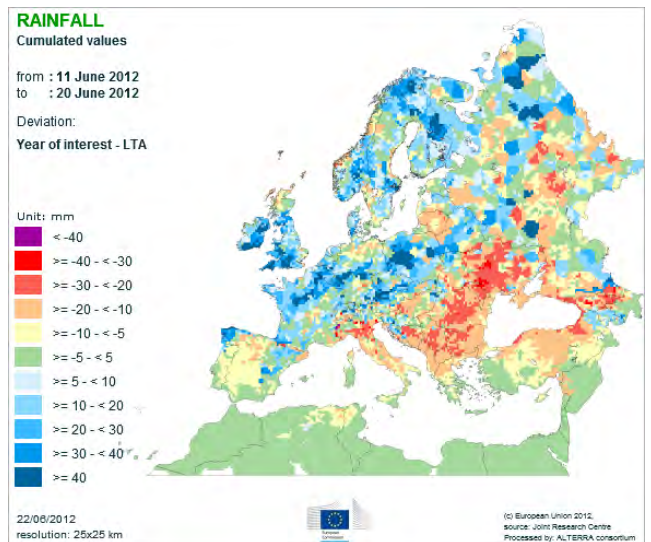 RAINFALL
Cumulated values
from : 11 June 2012
to : 20 June 2012
Deviation:
Year of interest - LTA
Unit: mm
< -40
>= -40 - < -30
>= -30 - < -20
>= -20 - < -10
>= -10 - < -5
>= -5 - < 5
>= 5 - < 10
>= 10 - < 20
>= 20 - < 30
>= 30 - < 40
>= 40
22/06/2012
resolution: 25x25 km
European
Commission
(c) European Union 2012,
source: Joint Research Centre
Processed by: ALTERRA consortium